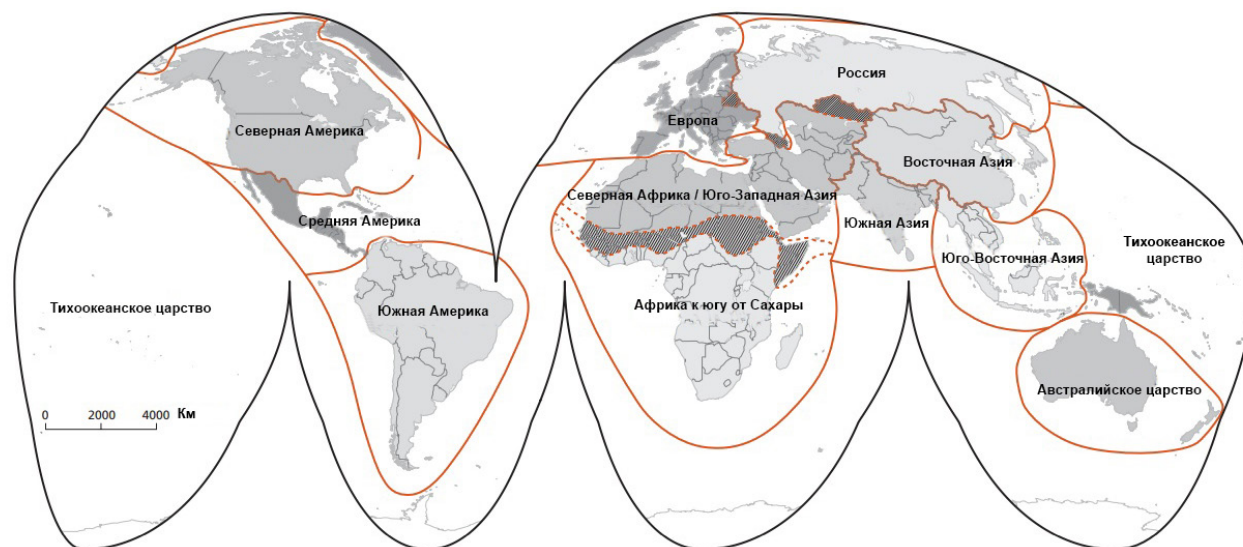 Россия
Европа
Северная Америка
Восточная Азия
Северная Африка / Юго-Западная Азия
Средняя Америка
Южная Азия
Тихоокеанское
царство
Юго-Восточная Азия
Тихоокеанское царство
Южная Америка
Африка к югу от Сахары
Австралийское царство
0 2000 4000 Км